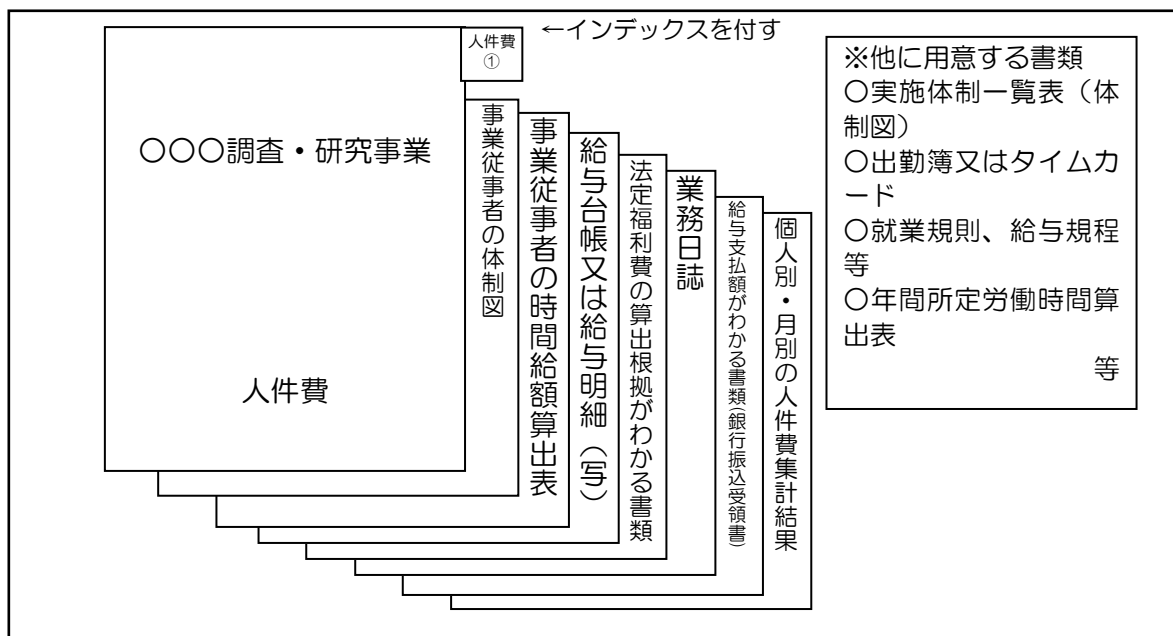 人件費
①
←インデックスを付す
〇〇〇調査・研究事業
人件費
事業従事者の体制図
事業従事者の時間給額算出表
給与台帳又は給与明細（写）
法定福利費の算出根拠がわかる書類
業務日誌
給与支払額がわかる書類（銀行振込受領書）
個人別・月別の人件費集計結果
※他に用意する書類
〇実施体制一覧表（体
制図）
〇出勤簿又はタイムカ
ード
〇就業規則、給与規程
等
〇年間所定労働時間算
出表
等